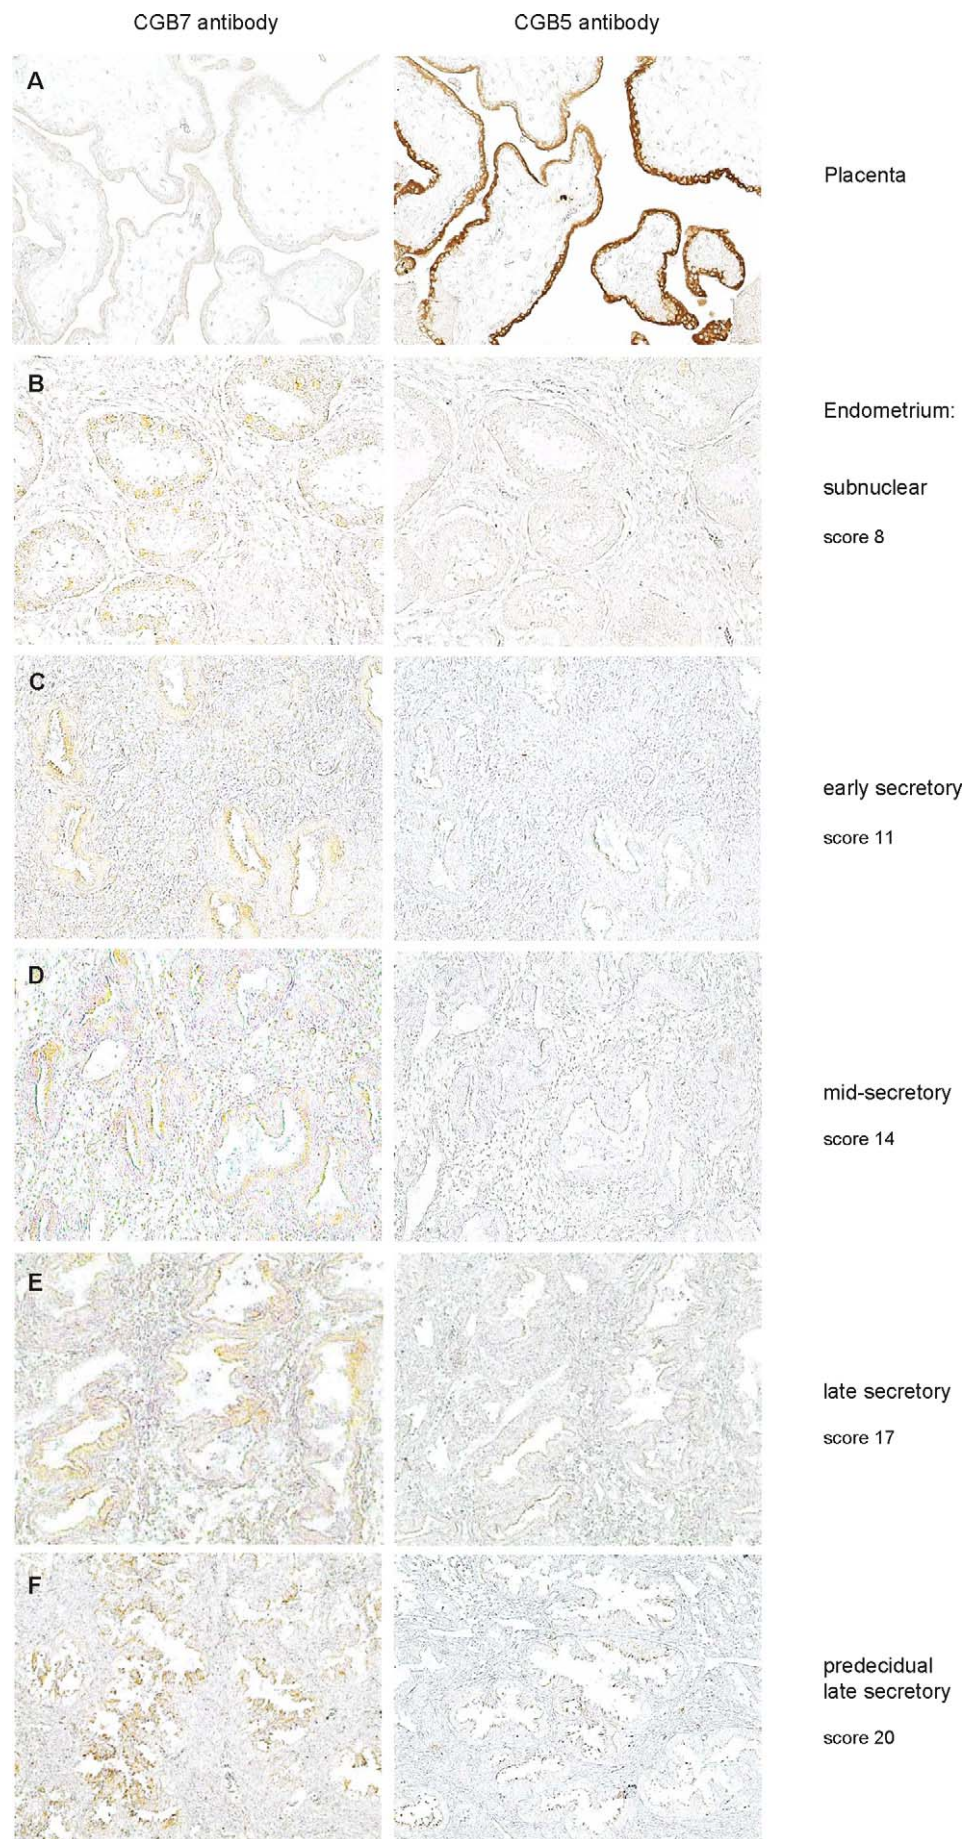 CGB7 antibody
CGB5 antibody
A
Placenta
B
Endometrium:
subnuclear
score 8
C
early secretory
score 11
D
mid-secretory
score 14
E
late secretory
score 17
F
predecidual
late secretory
score 20